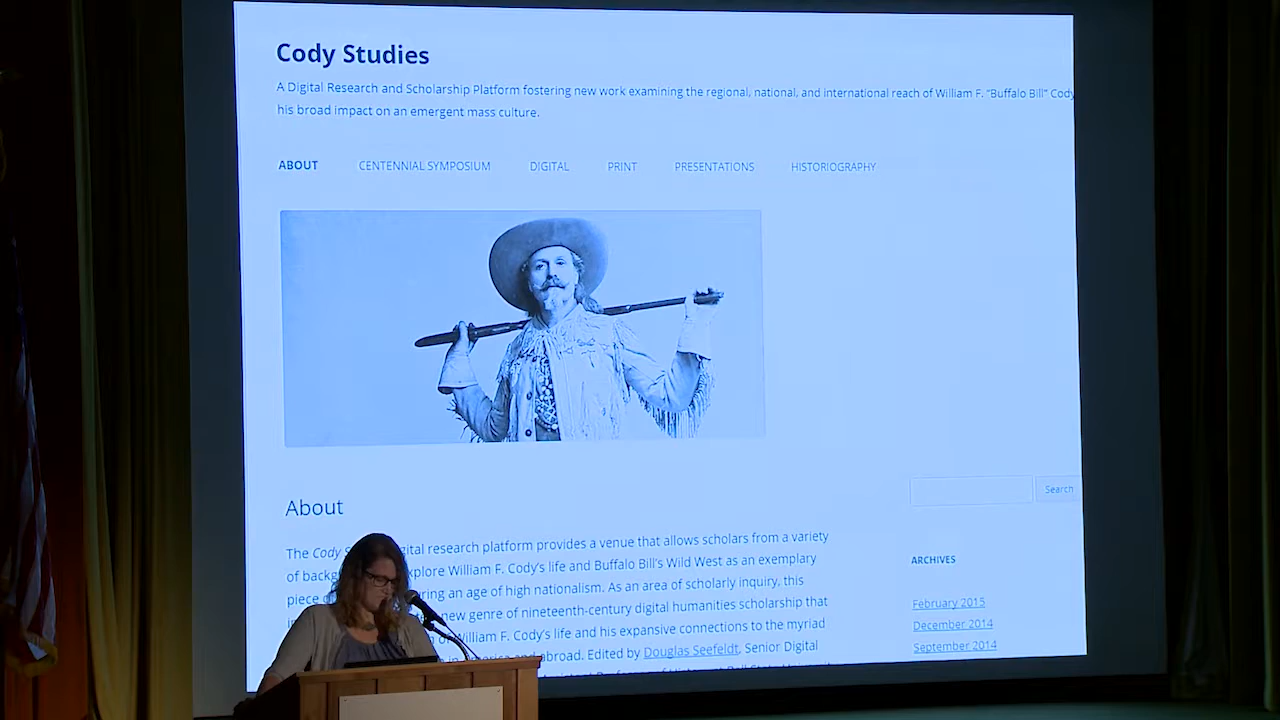 Cody Studies
A Digital Research and Scholarship Platform fostering new work examining the regional, national, and international reach of William F. "Buffalo Bill" Cody
his broad impact on an emergent mass culture.
ABOUT CENTENNIAL SYMPOSIUM DIGITAL PRINT PRESENTATIONS HISTORIOGRAPHY
Search
About
The Cody S gital research platform provides a venue that allows scholars from a variety
of backg xplore William F. Cody's life and Buffalo Bill's Wild West as an exemplary
piece ring an age of high nationalism. As an area of scholarly inquiry, this
new genre of nineteenth-century digital humanities scholarship that
of William F. Cody's life and his expansive connections to the myriad
in America and abroad. Edited by Douglas Seefeldt, Senior Digital
ARCHIVES
February 2015
December 2014
September 2014